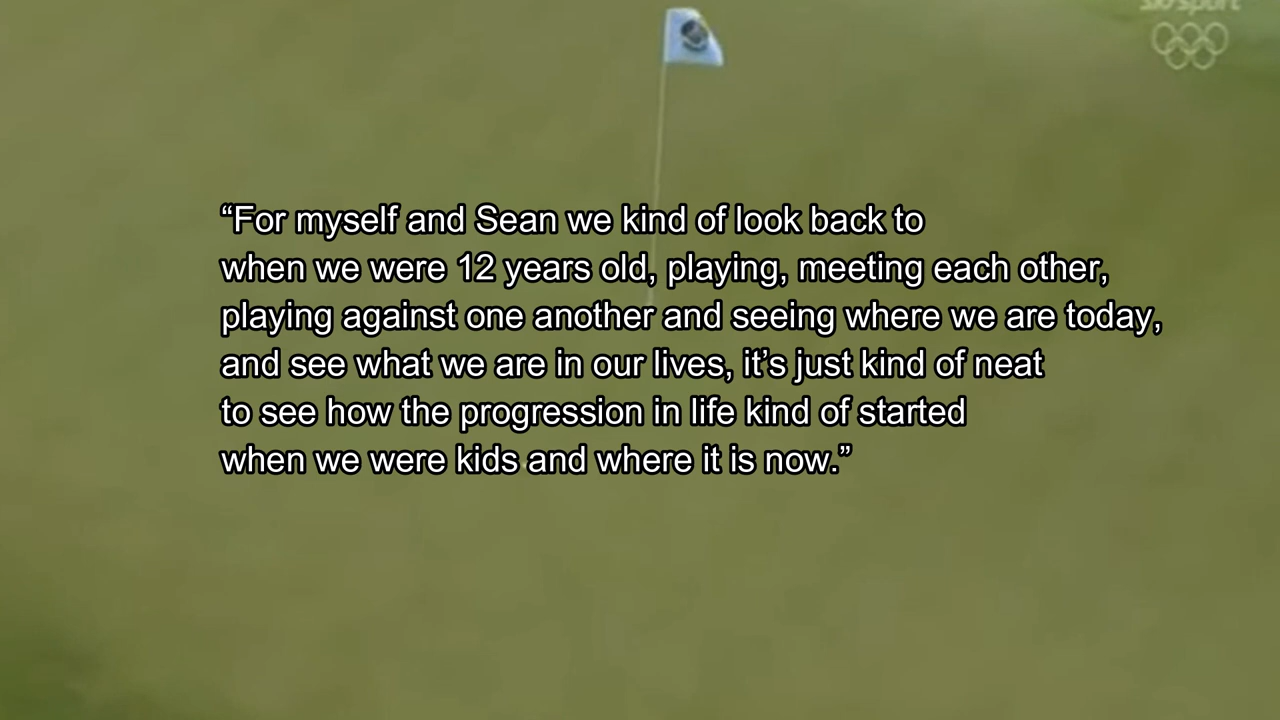 sky sport
“For myself and Sean we kind of look back to
when we were 12 years old, playing, meeting each other,
playing against one another and seeing where we are today,
and see what we are in our lives, it’s just kind of neat
to see how the progression in life kind of started
when we were kids and where it is now.”